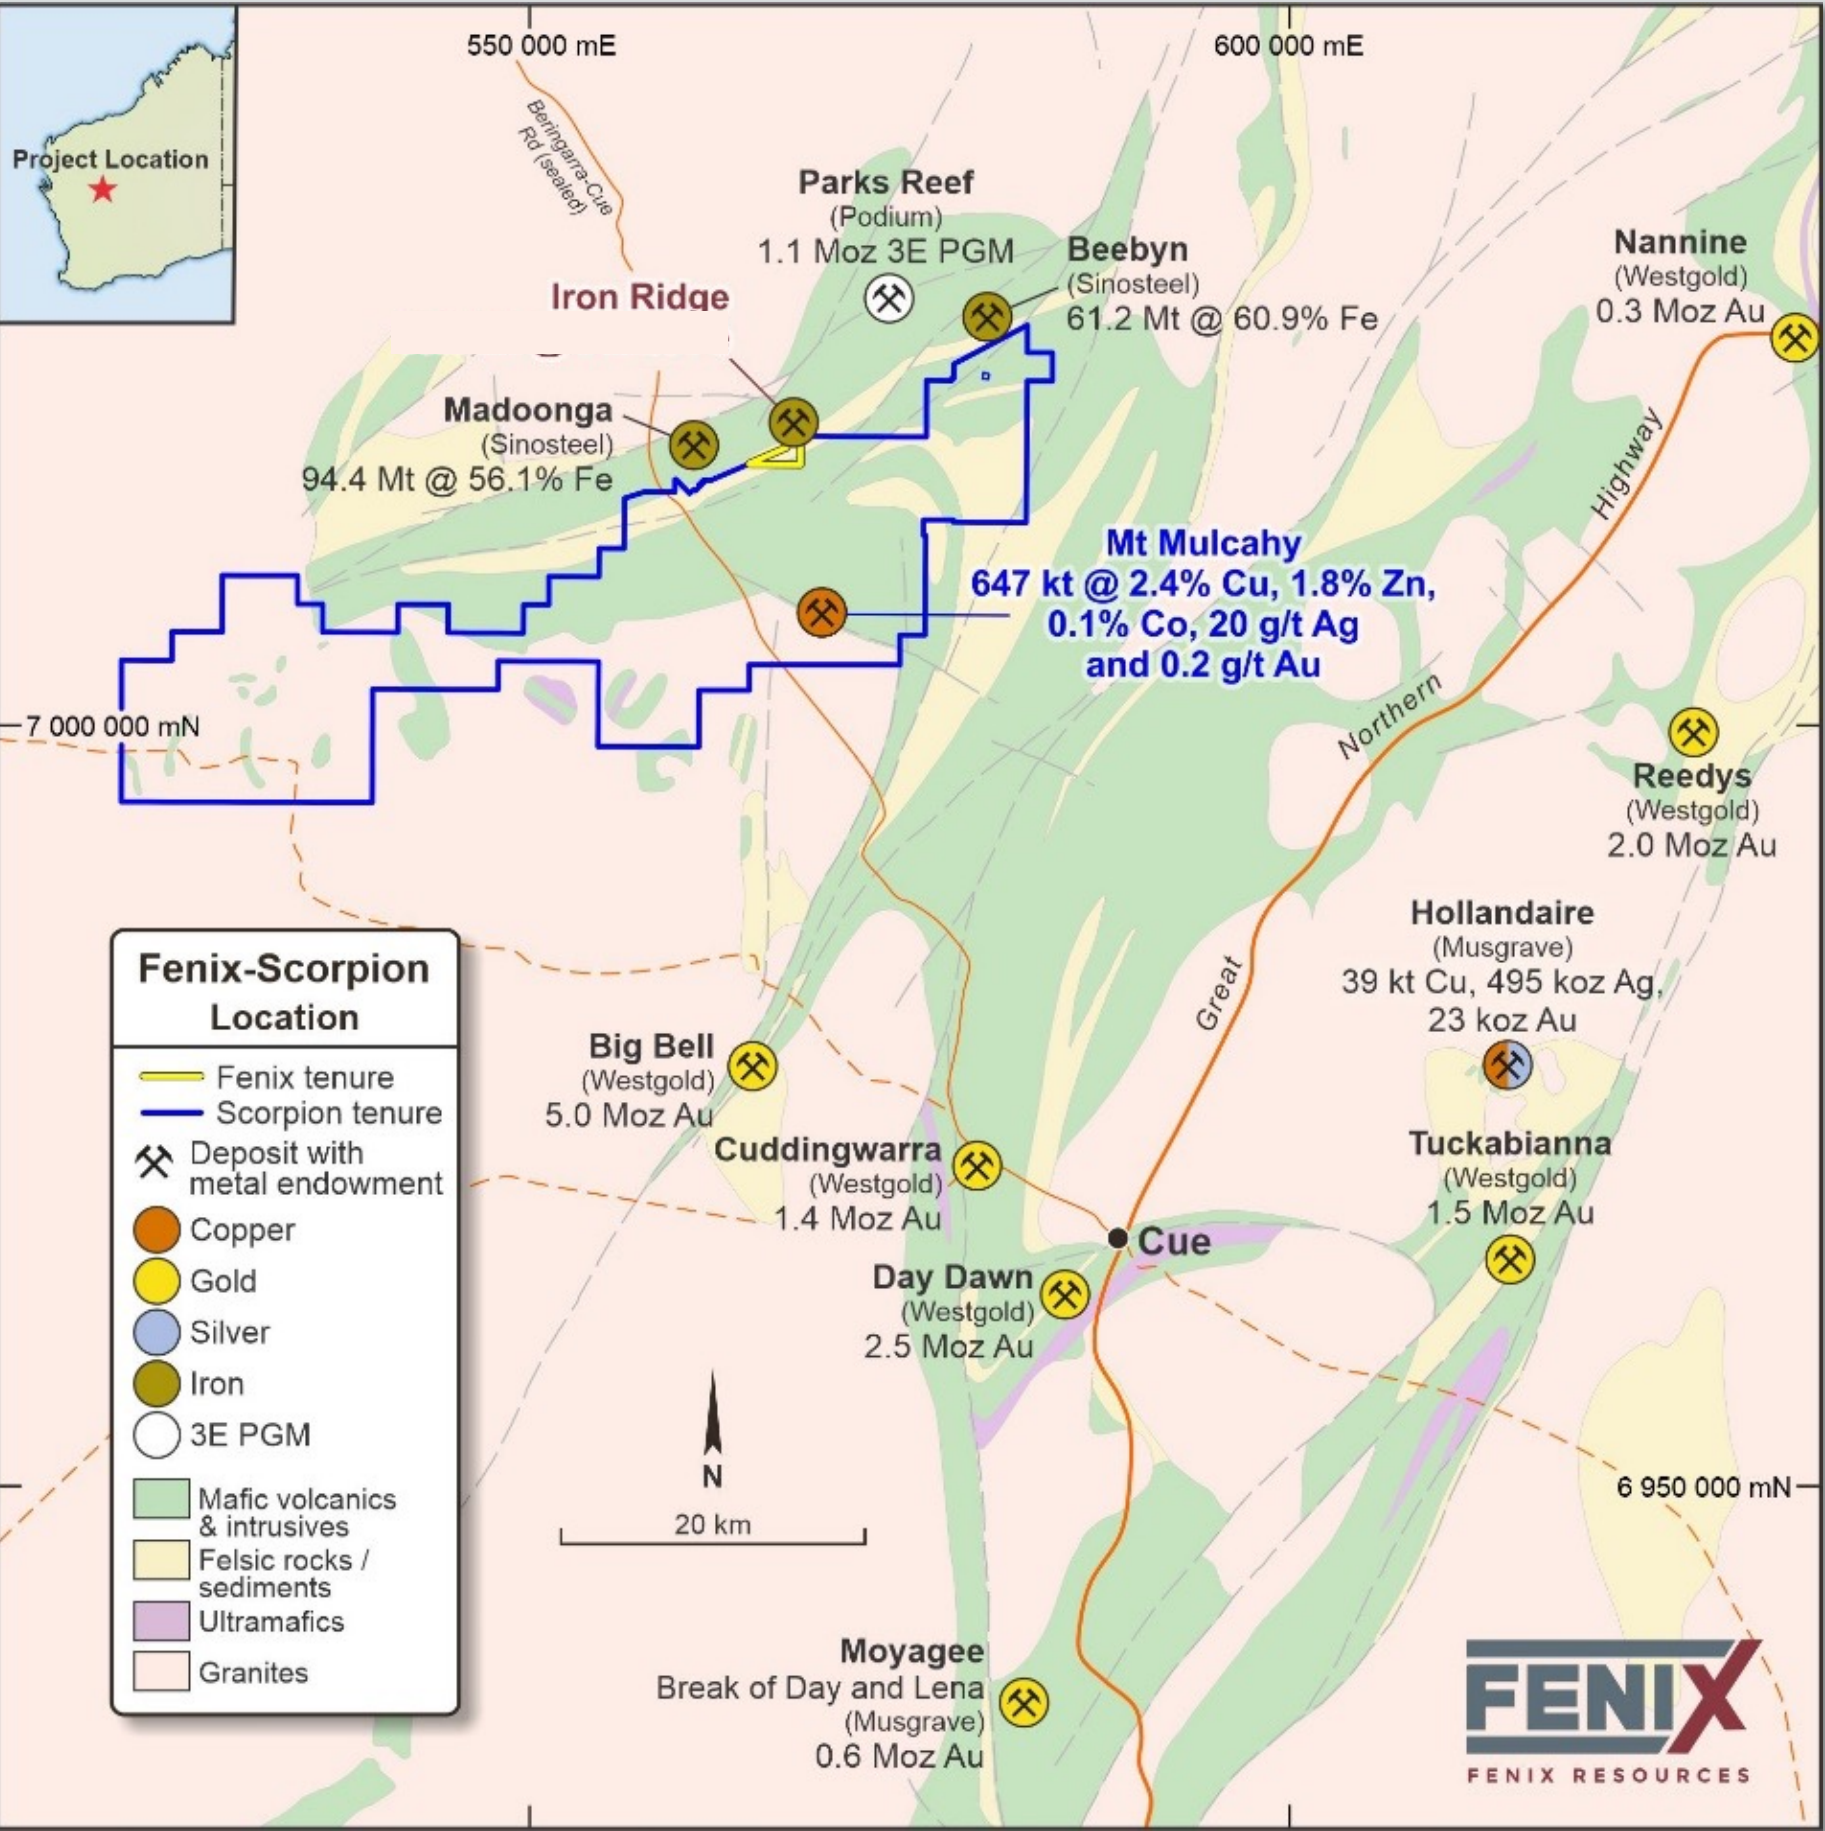 550 000 mE
600 000 mE
Project Location
Beringarra-Cue
Rd (sealed)
Parks Reef
(Podium)
1.1 Moz 3E PGM
Beebyn
(Sinosteel)
61.2 Mt @ 60.9% Fe
Nannine
(Westgold)
0.3 Moz Au
Iron Ridge
Madoonga
(Sinosteel)
94.4 Mt @ 56.1% Fe
Highway
Mt Mulcahy
647 kt @ 2.4% Cu, 1.8% Zn,
0.1% Co, 20 g/t Ag
and 0.2 g/t Au
Northern
7 000 000 mN
Reedys
(Westgold)
2.0 Moz Au
Great
Hollandaire
(Musgrave)
39 kt Cu, 495 koz Ag,
23 koz Au
Big Bell
(Westgold)
5.0 Moz Au
Cuddingwarra
(Westgold)
1.4 Moz Au
Tuckabianna
(Westgold)
1.5 Moz Au
Cue
Day Dawn
(Westgold)
2.5 Moz Au
Fenix-Scorpion
Location
Fenix tenure
Scorpion tenure
Deposit with
metal endowment
Copper
Gold
Silver
Iron
3E PGM
Mafic volcanics
& intrusives
Felsic rocks /
sediments
Ultramafics
Granites
N
20 km
6 950 000 mN
Moyagee
Break of Day and Lena
(Musgrave)
0.6 Moz Au
FENIX
FENIX RESOURCES